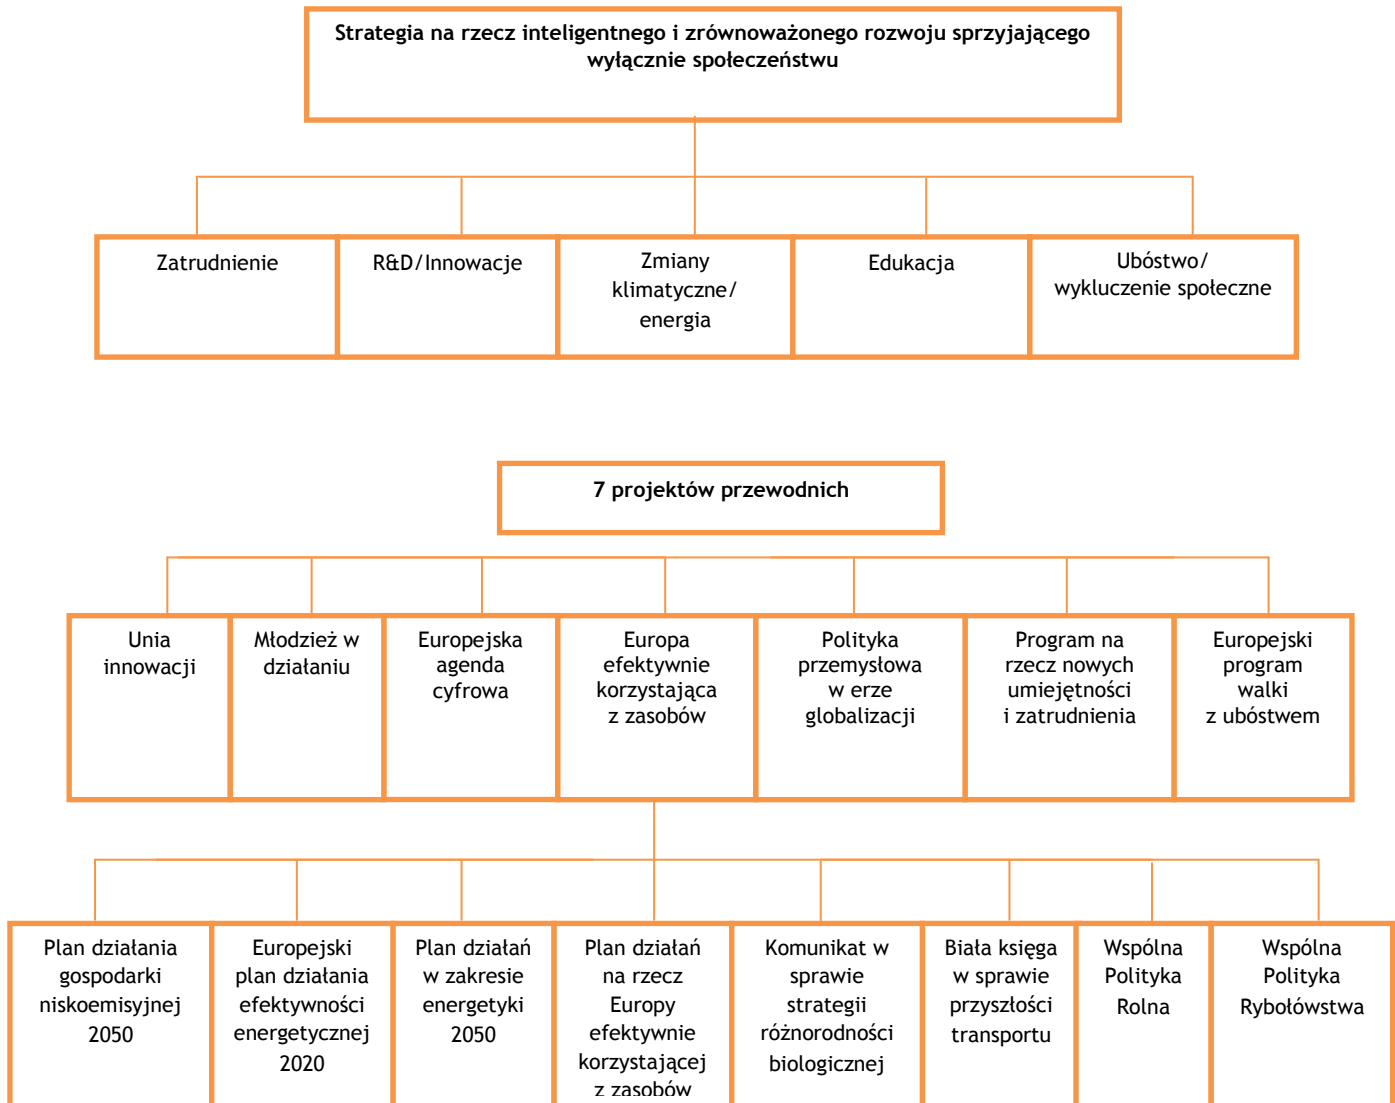 Strategia na rzecz inteligentnego i zrównoważonego rozwoju sprzyjającego
wyłącznie społeczeństwu
Zatrudnienie
R&D/Innowacje
Zmiany
klimatyczne/
energia
Edukacja
Ubóstwo/
wykluczenie społeczne
7 projektów przewodnich
Unia
innowacji
Młodzież w
działaniu
Europejska
agenda
cyfrowa
Europa
efektywnie
korzystająca
z zasobów
Polityka
przemysłowa
w erze
globalizacji
Program na
rzecz nowych
umiejętności
i zatrudnienia
Europejski
program
walki
z ubóstwem
Plan działania
gospodarki
niskoemisyjnej
2050
Europejski
plan działania
efektywności
energetycznej
2020
Plan działań
w zakresie
energetyki
2050
Plan działań
na rzecz
Europy
efektywnie
korzystającej
z zasobów
Komunikat w
sprawie
strategii
różnorodności
biologicznej
Biała księga
w sprawie
przyszłości
transportu
Wspólna
Polityka
Rolna
Wspólna
Polityka
Rybołówstwa